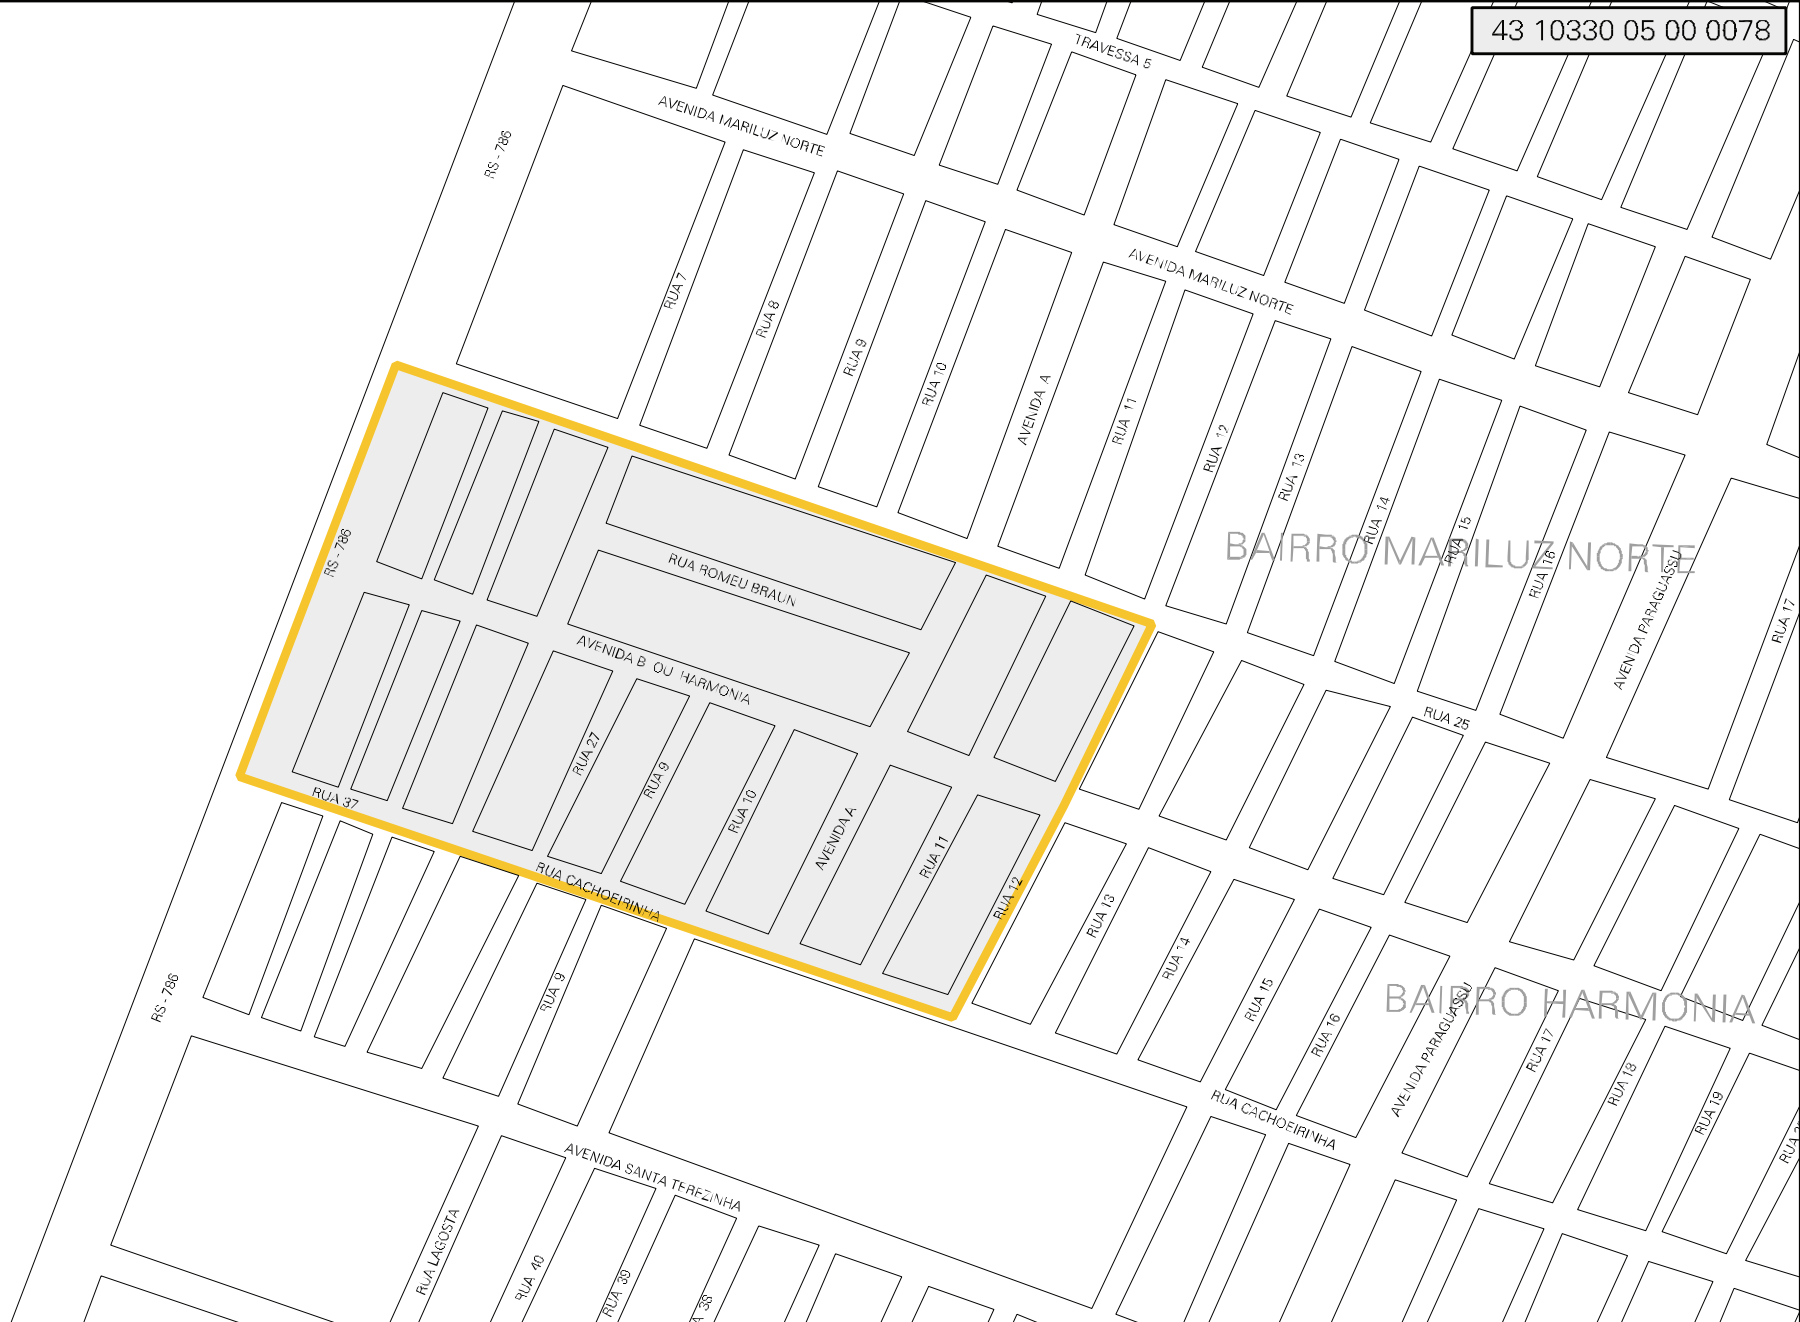 43 10330 05 00 0078
TRAVESSA 5
AVENIDA MARILUZ NORTE
RS - 786
AVENIDA MARILUZ NORTE
RUA 7
RUA 8
RUA 9
RUA 10
AVENIDA A
RUA 11
RUA 12
RUA 13
RUA 14
RUA 15
RUA 16
BAIRRO MARILUZ NORTE
AVENIDA PARAGUASSU
RUA 17
RS - 786
RUA ROMEU BRAUN
AVENIDA B OU HARMONIA
RUA 25
RUA 27
RUA 9
RUA 10
AVENIDA A
RUA 11
RUA 12
RUA 37
RUA CACHOEIRINHA
RUA 13
RUA 14
RUA 15
RUA 16
BAIRRO HARMONIA
AVENIDA PARAGUASSU
RUA 17
RUA 18
RUA 19
RUA
RS - 786
RUA 9
RUA CACHOEIRINHA
AVENIDA SANTA TEREZINHA
RUA LAGOSTA
RUA 40
RUA 39
A 38